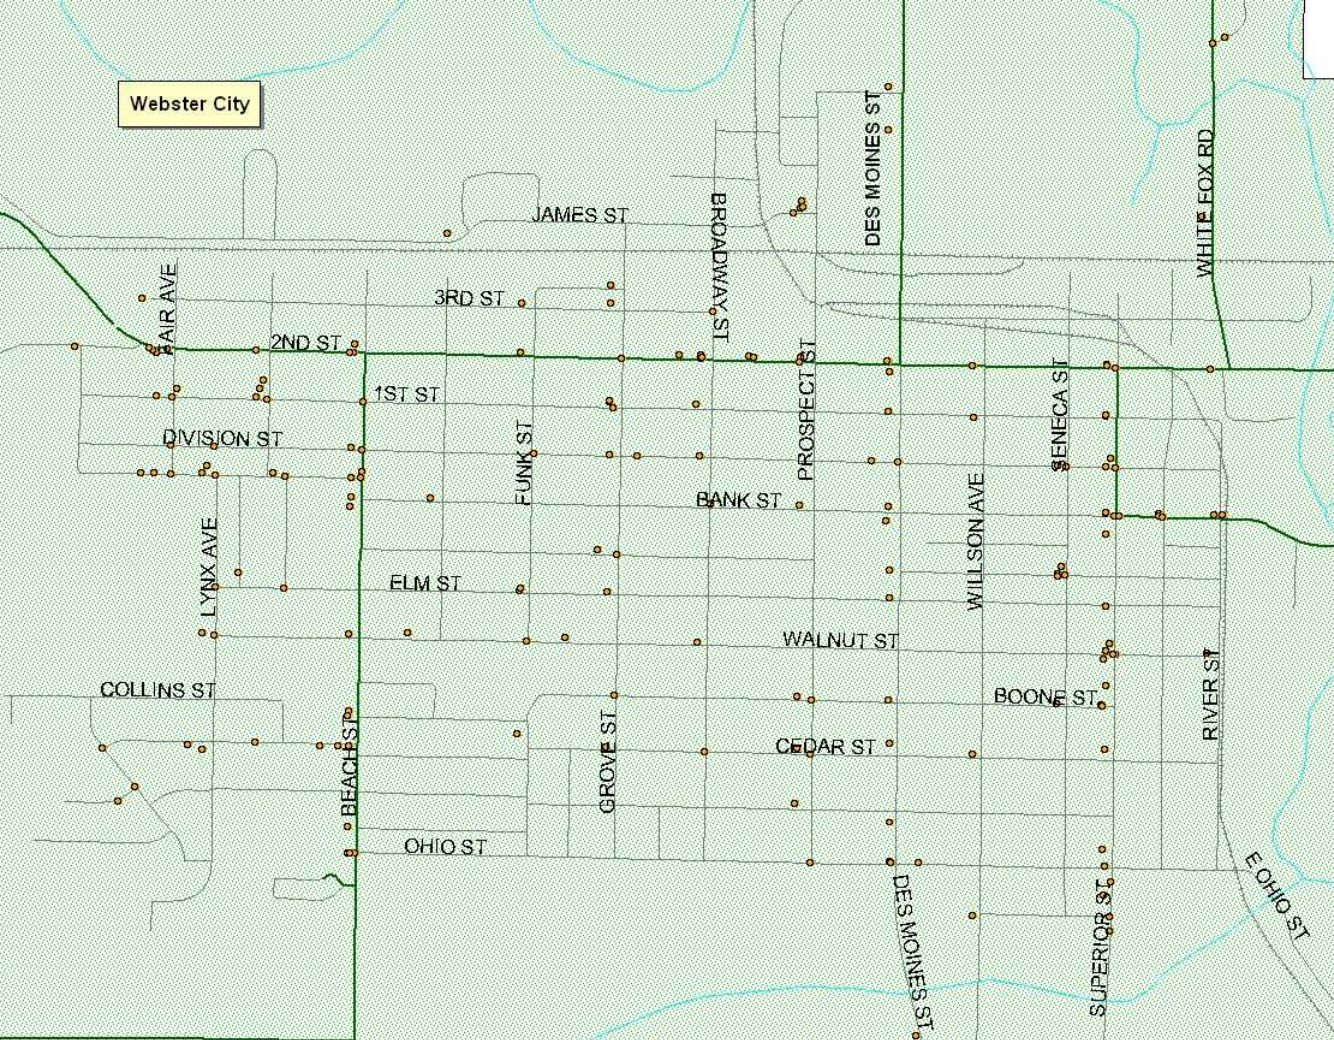 Webster City
DES MOINES ST
WHITE FOX RD
JAMES ST
BROADWAY ST
FAIR AVE
3RD ST
2ND ST
PROSPECT ST
SENECA ST
1ST ST
DIVISION ST
FUNK ST
BANK ST
WILLSON AVE
LYNX AVE
ELM ST
WALNUT ST
RIVER ST
COLLINS ST
BOONE ST
BEACH ST
GROVE ST
CEDAR ST
OHIO ST
E OHIO ST
DES MOINES ST
SUPERIOR ST